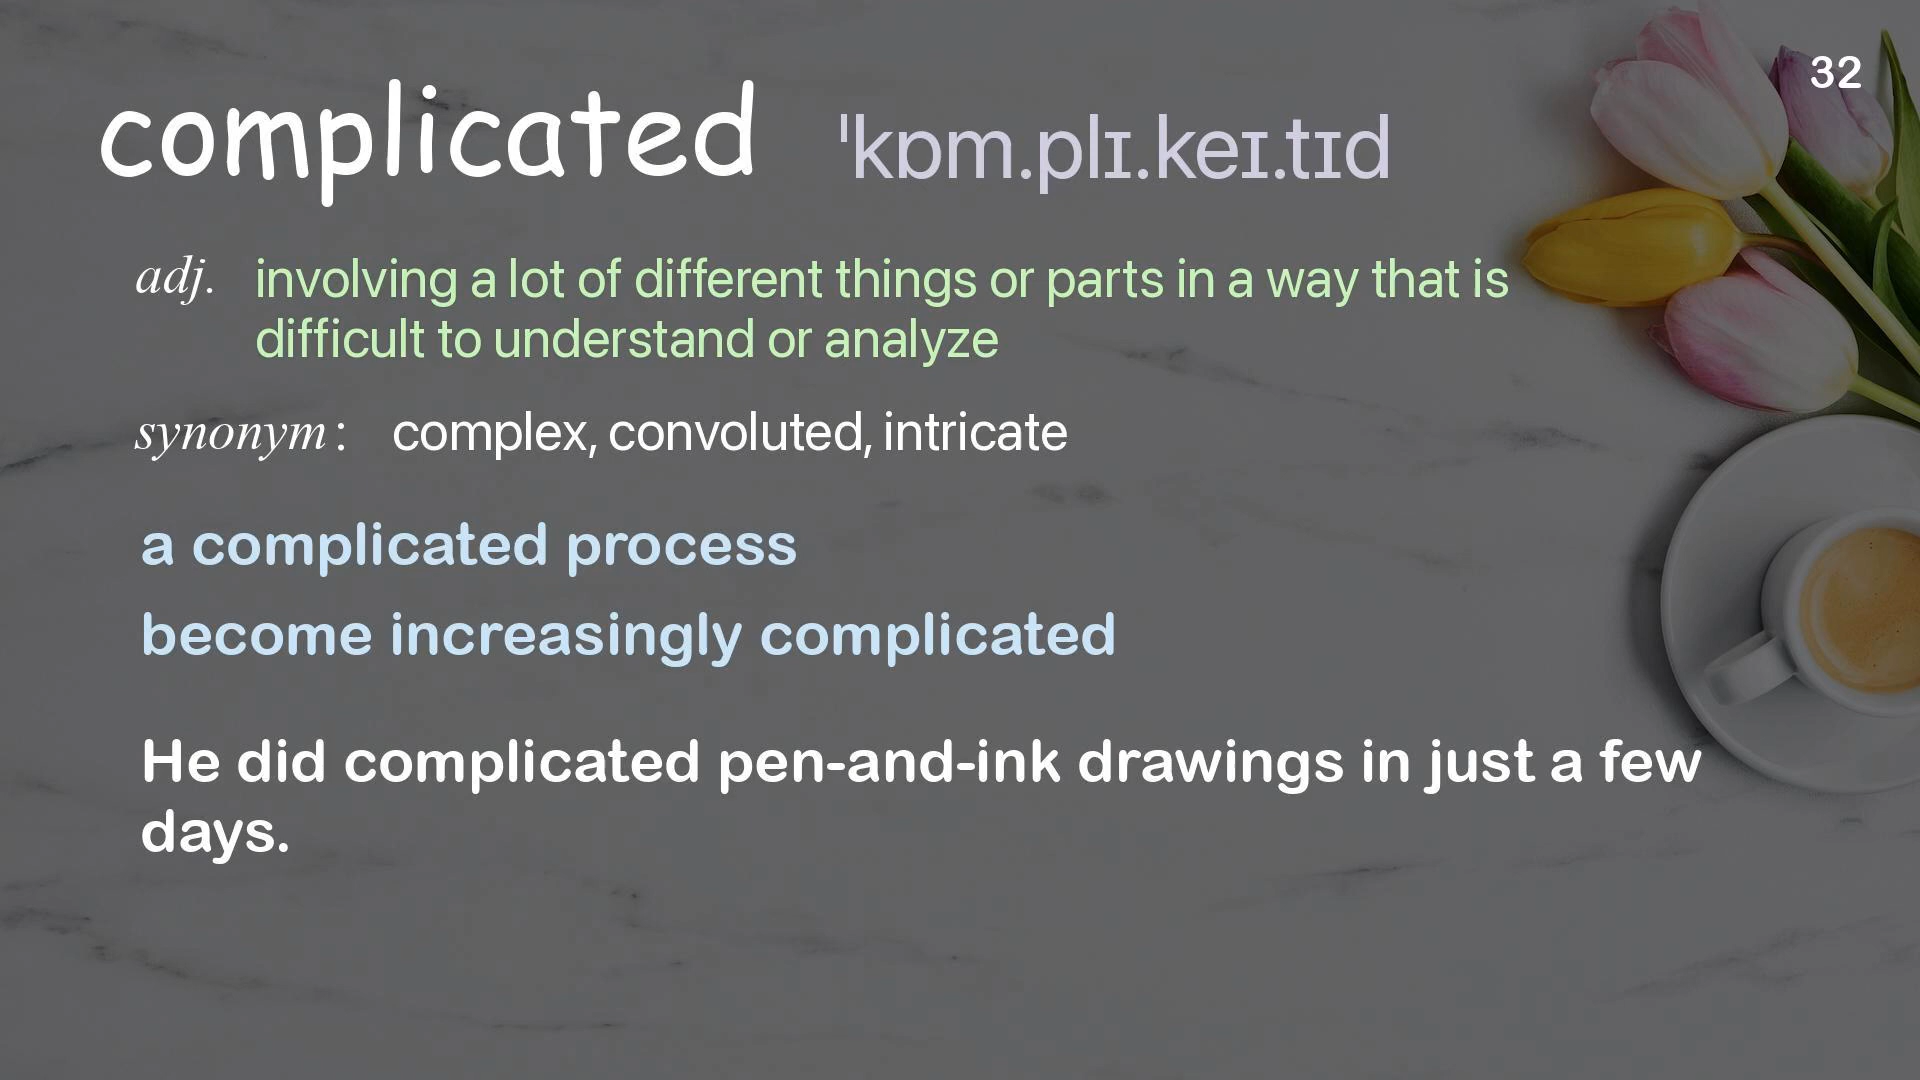 32
complicated ˈkɒm.plɪ.keɪ.tɪd
adj. involving a lot of different things or parts in a way that is
difficult to understand or analyze
synonym: complex, convoluted, intricate
a complicated process
become increasingly complicated
He did complicated pen-and-ink drawings in just a few
days.